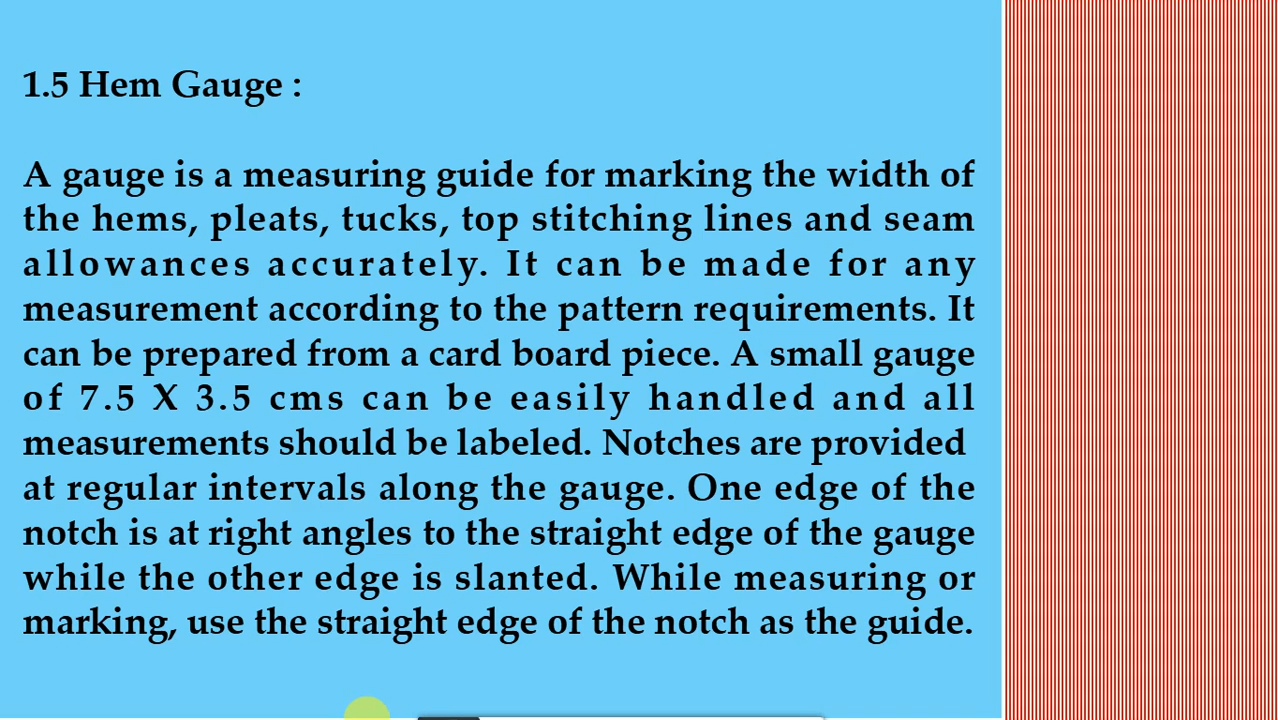 1.5 Hem Gauge :
A gauge is a measuring guide for marking the width of
the hems, pleats, tucks, top stitching lines and seam
allowances accurately. It can be made for any
measurement according to the pattern requirements. It
can be prepared from a card board piece. A small gauge
of 7.5 X 3.5 cms can be easily handled and all
measurements should be labeled. Notches are provided
at regular intervals along the gauge. One edge of the
notch is at right angles to the straight edge of the gauge
while the other edge is slanted. While measuring or
marking, use the straight edge of the notch as the guide.